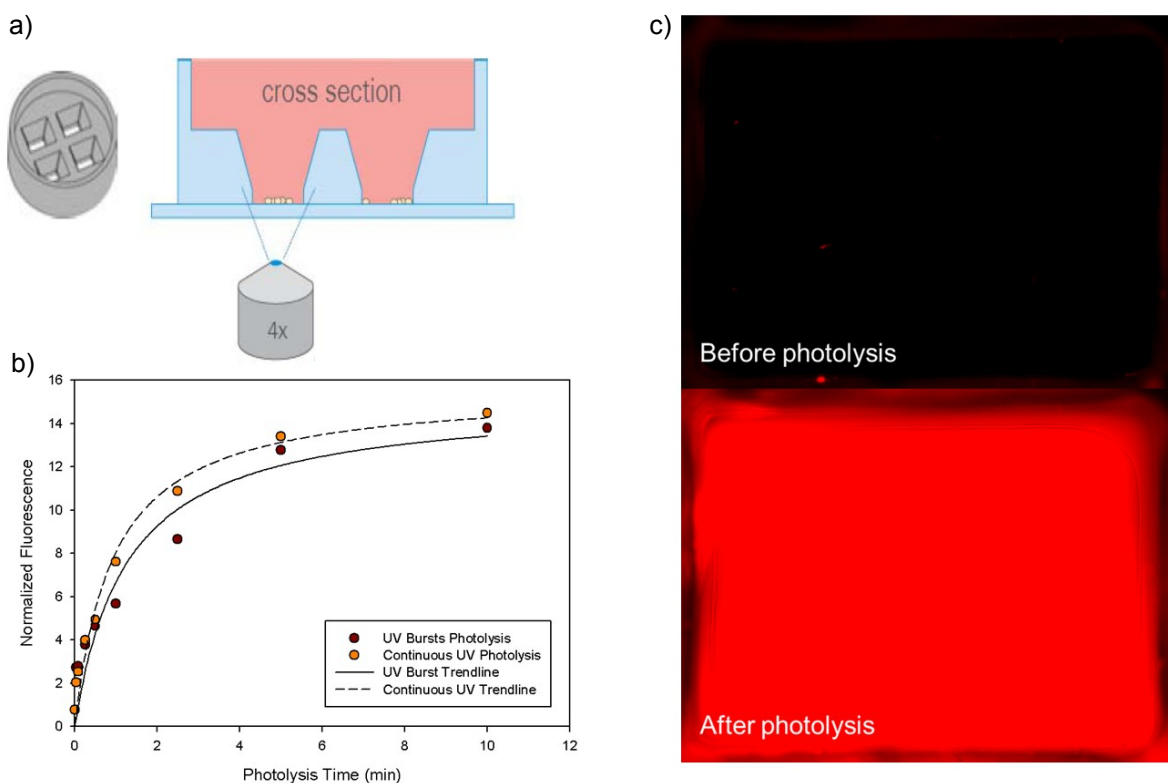 a)
cross section
4x
b)
16
14
12
10
8
6
4
2
0
Normalized Fluorescence
UV Bursts Photolysis
Continuous UV Photolysis
UV Burst Trendline
Continuous UV Trendline
0 2 4 6 8 10 12
Photolysis Time (min)
c)
Before photolysis
After photolysis